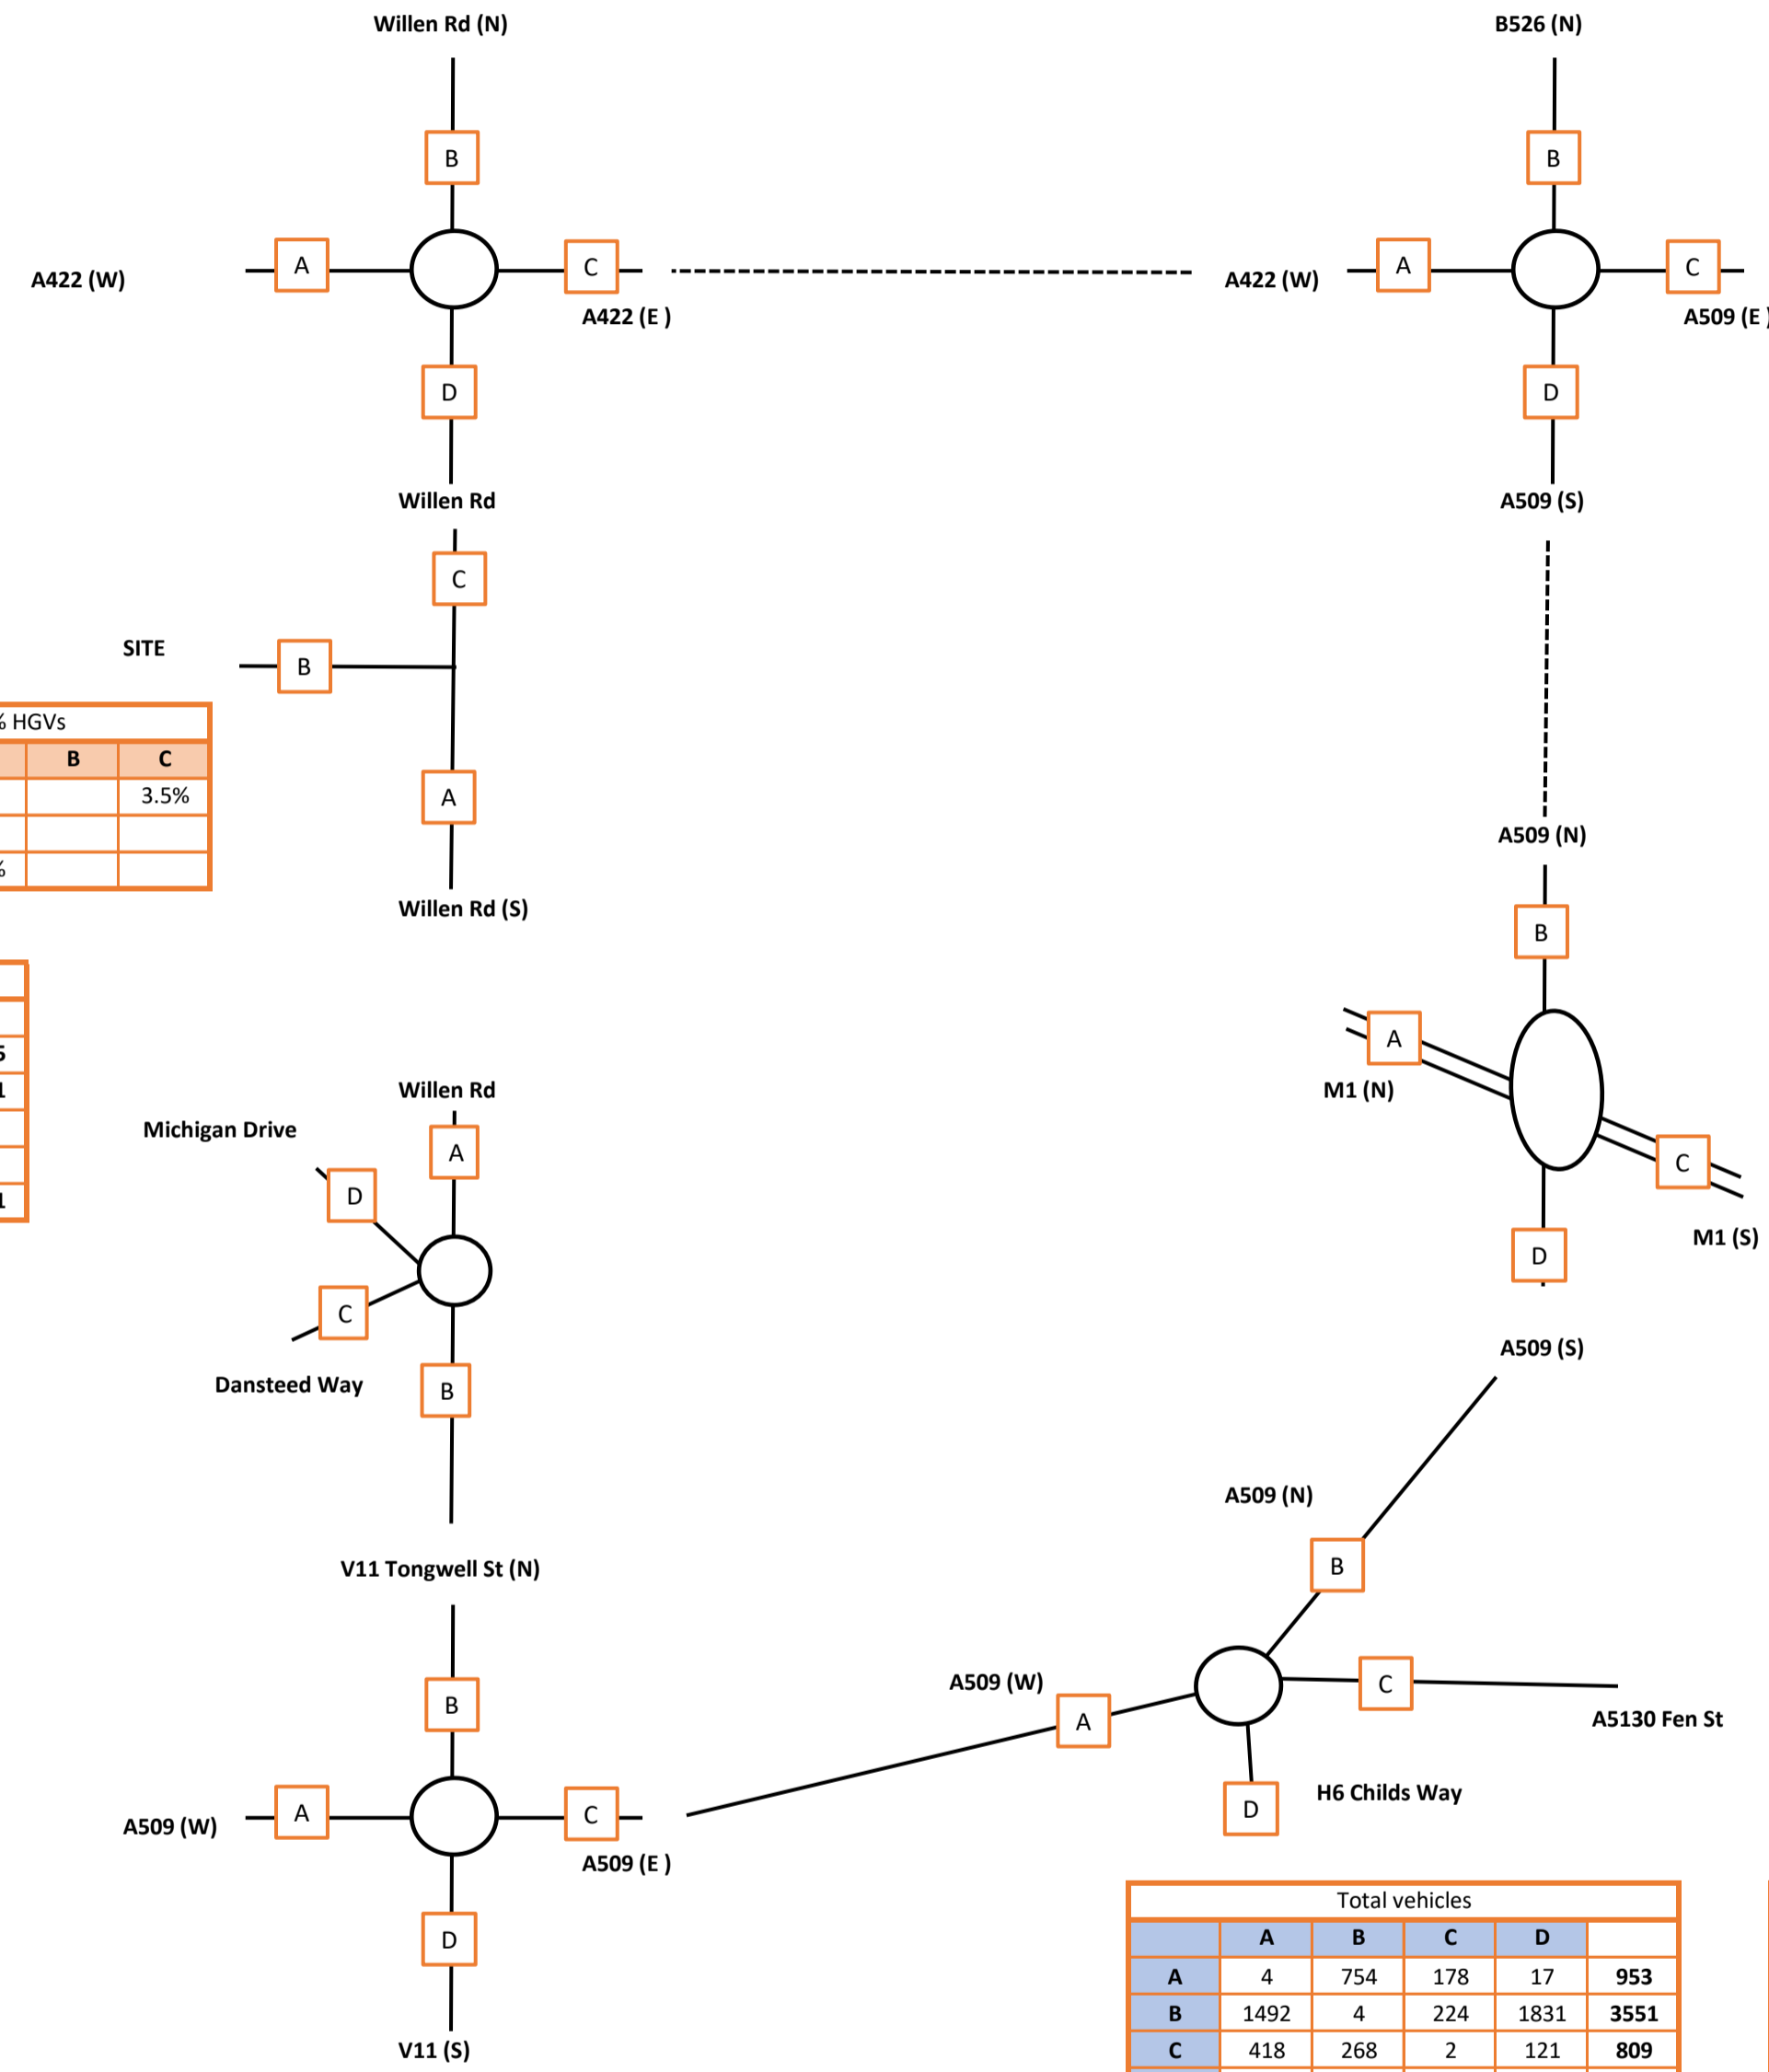 Willen Rd (N)
B526 (N)
B
B
A
C
A
C
A422 (W)
A422 (E )
A422 (W)
A509 (E )
D
D
Willen Rd
A509 (S)
C
SITE
B
% HGVs
B
C
3.5%
%
A
A509 (N)
Willen Rd (S)
B
A
M1 (N)
Willen Rd
Michigan Drive
A
C
D
M1 (S)
D
C
A509 (S)
Dansteed Way
B
A509 (N)
V11 Tongwell St (N)
B
A509 (W)
B
C
A
A5130 Fen St
H6 Childs Way
D
A509 (W)
A
C
A509 (E )
D
V11 (S)
Total vehicles
A B C D
A 4 754 178 17 953
B 1492 4 224 1831 3551
C 418 268 2 121 809